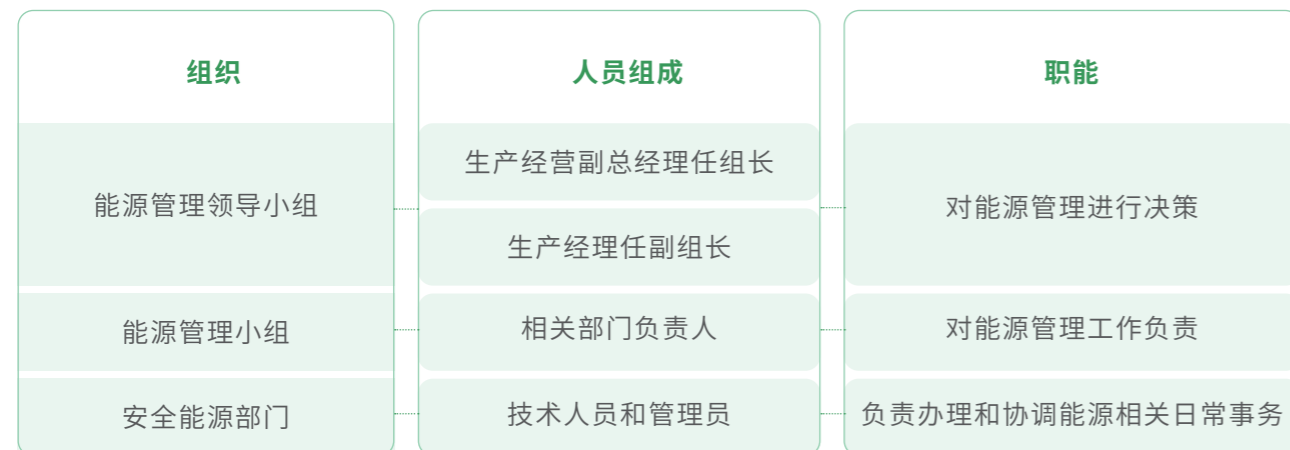 组织
人员组成
职能
能源管理领导小组
生产经营副总经理任组长
生产经理任副组长
对能源管理进行决策
能源管理小组
相关部门负责人
对能源管理工作负责
安全能源部门
技术人员和管理员
负责办理和协调能源相关日常事务